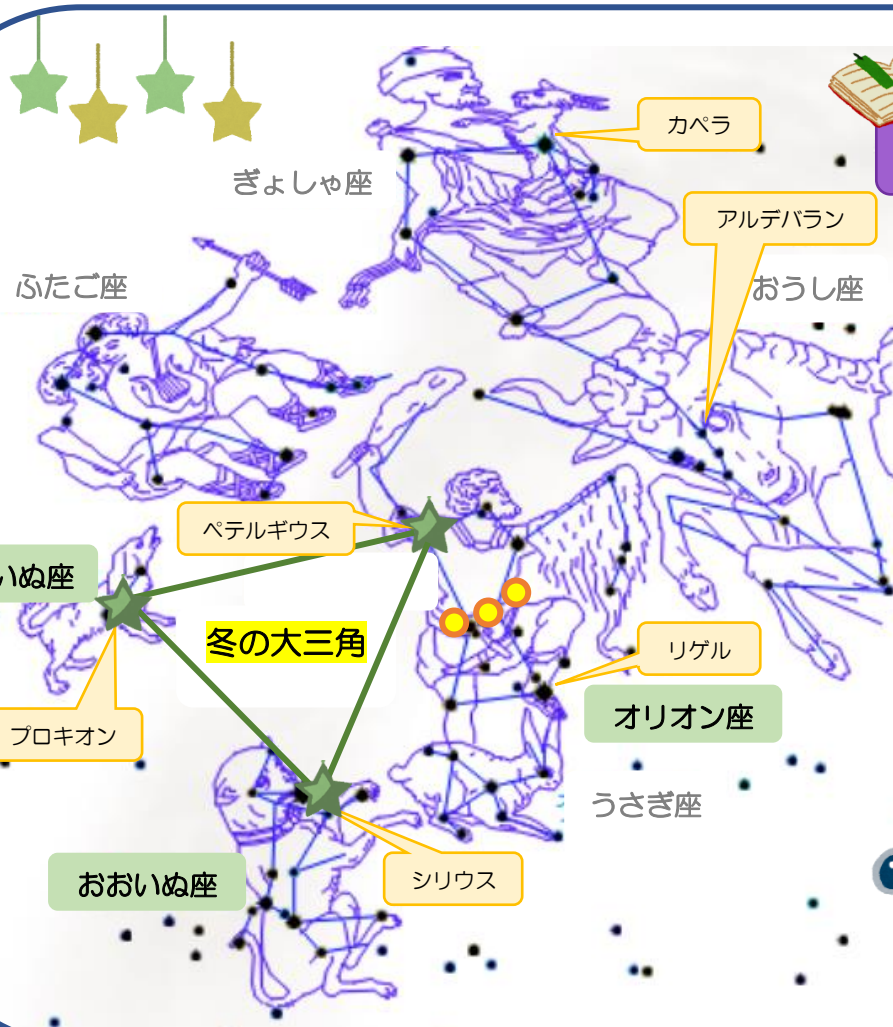 カペラ
ぎょしゃ座
アルデバラン
ふたご座
おうし座
ペテルギウス
いぬ座
冬の大三角
リゲル
オリオン座
プロキオン
うさぎ座
おおいぬ座
シリウス